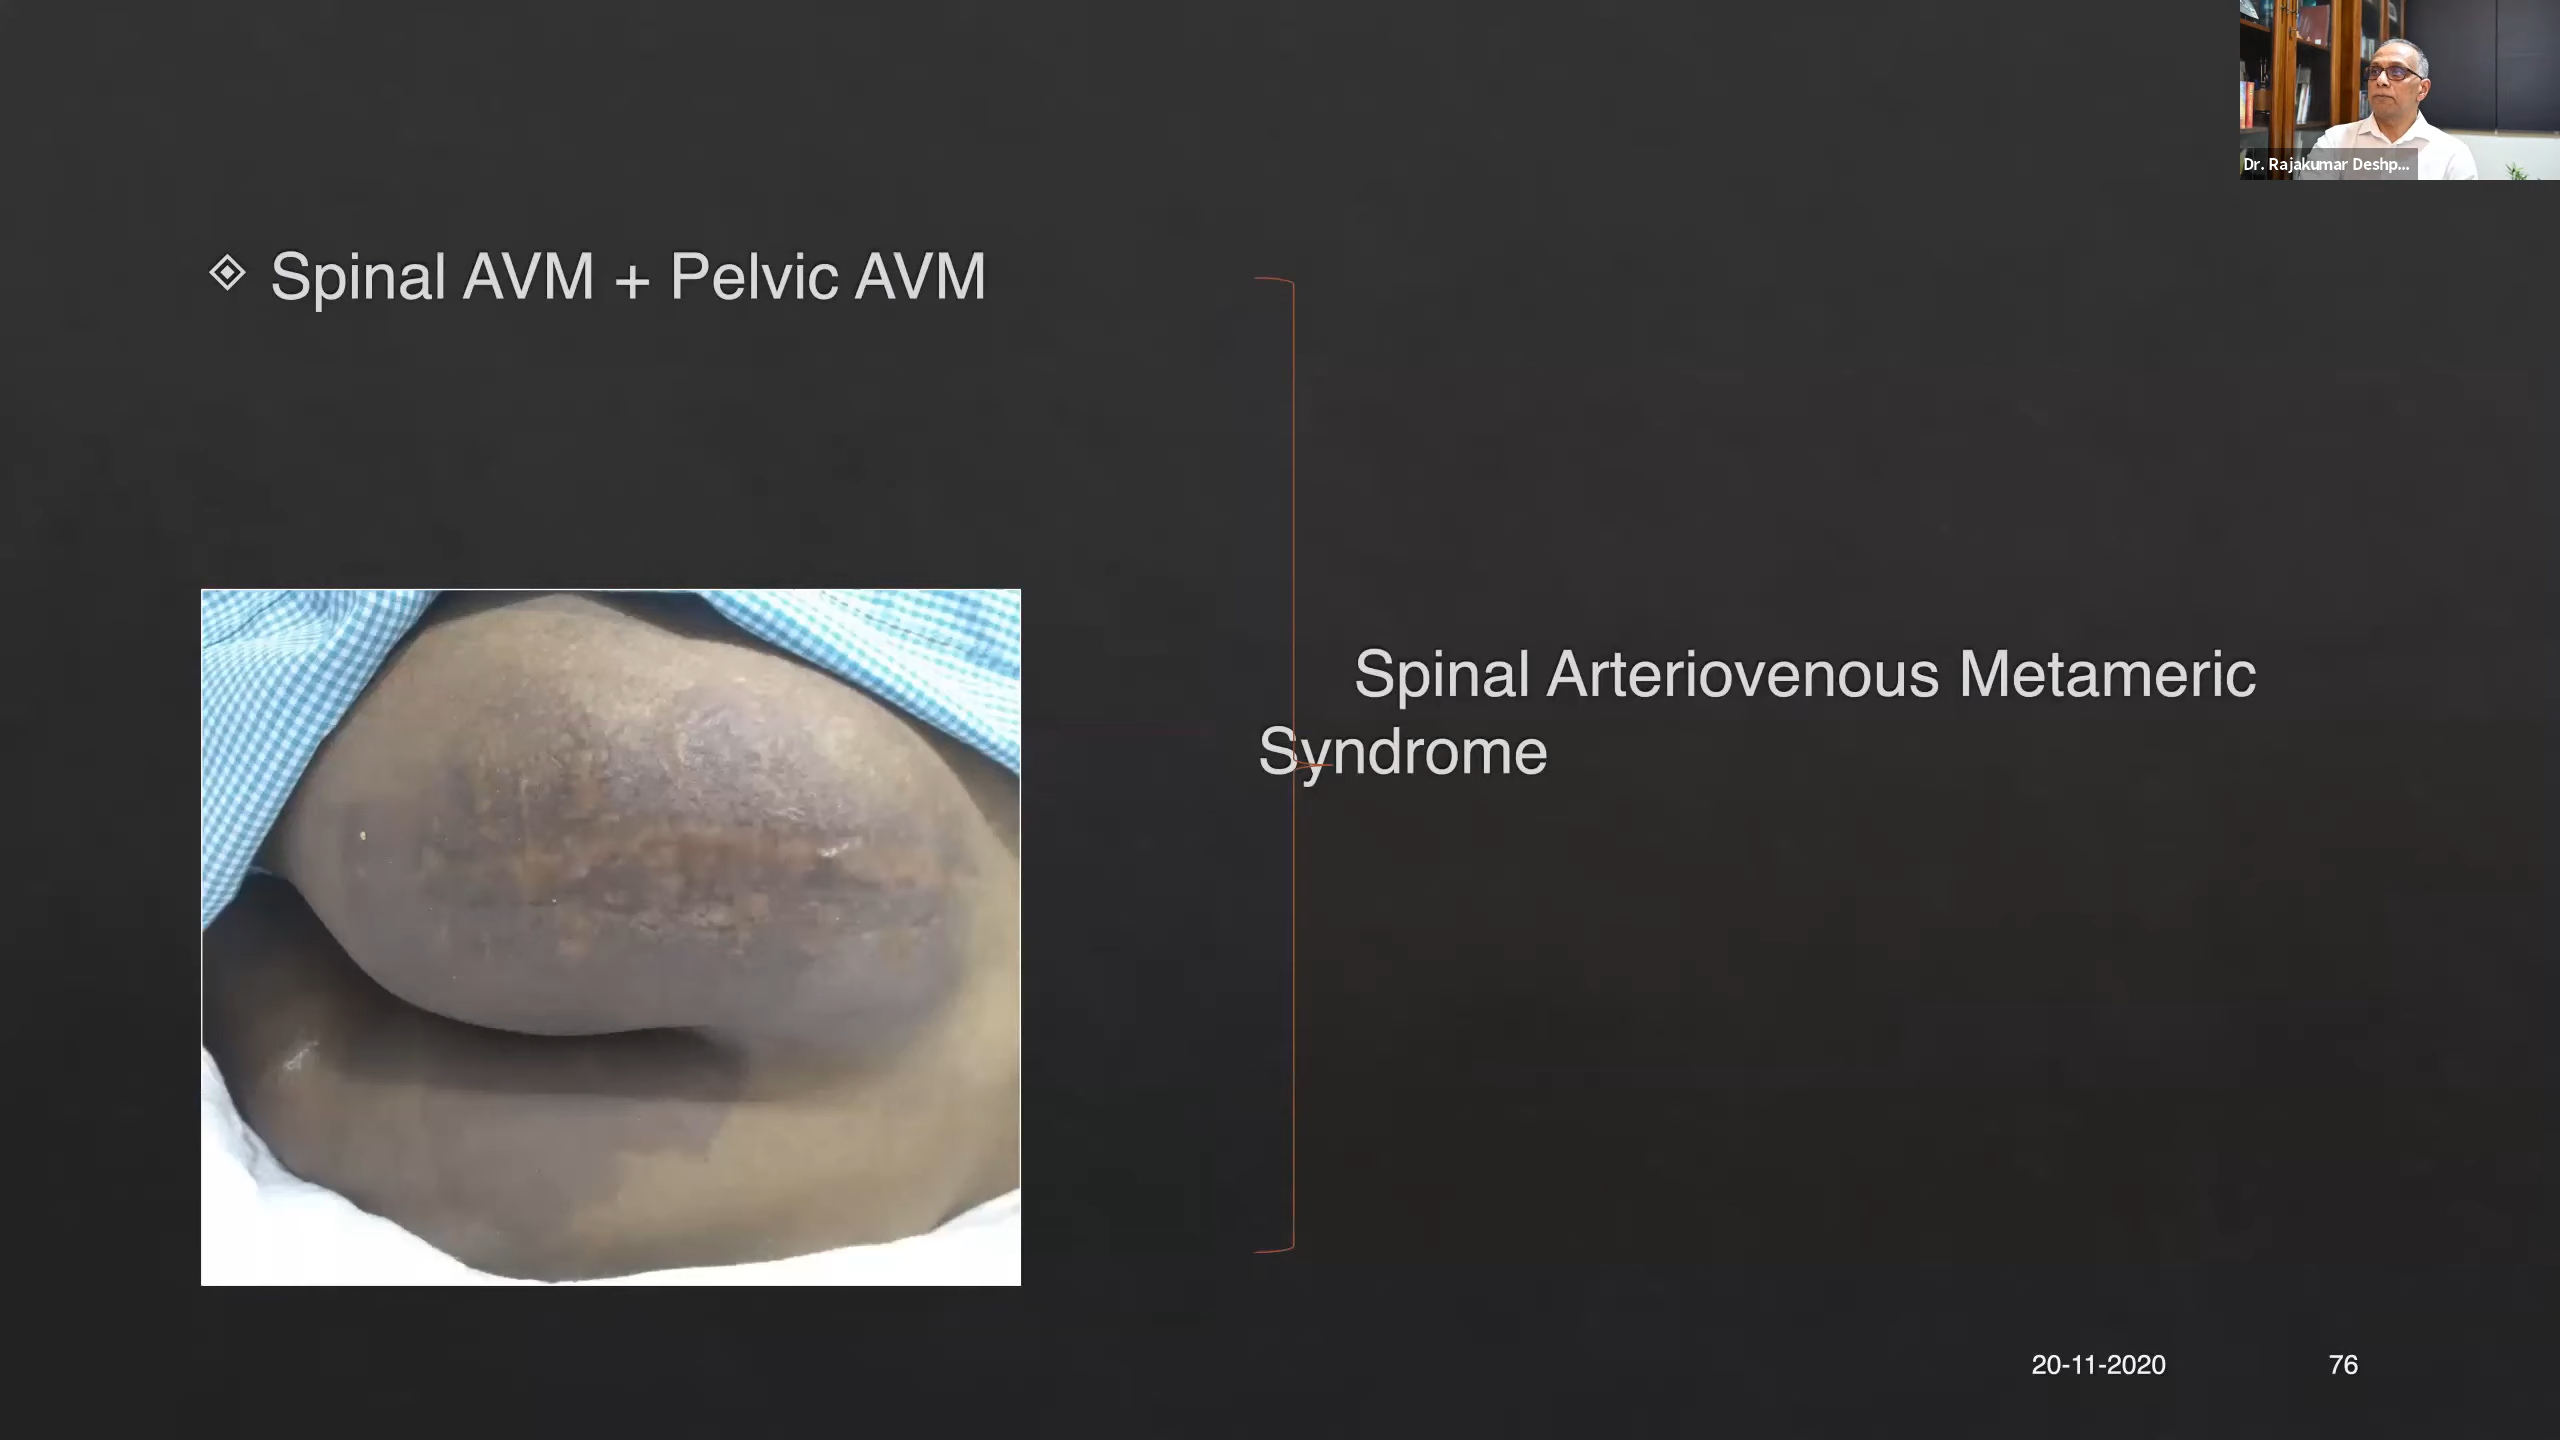 Dr. Rajakumar Deshp...
Spinal AVM + Pelvic AVM
Spinal Arteriovenous Metameric
Syndrome
20-11-2020 76